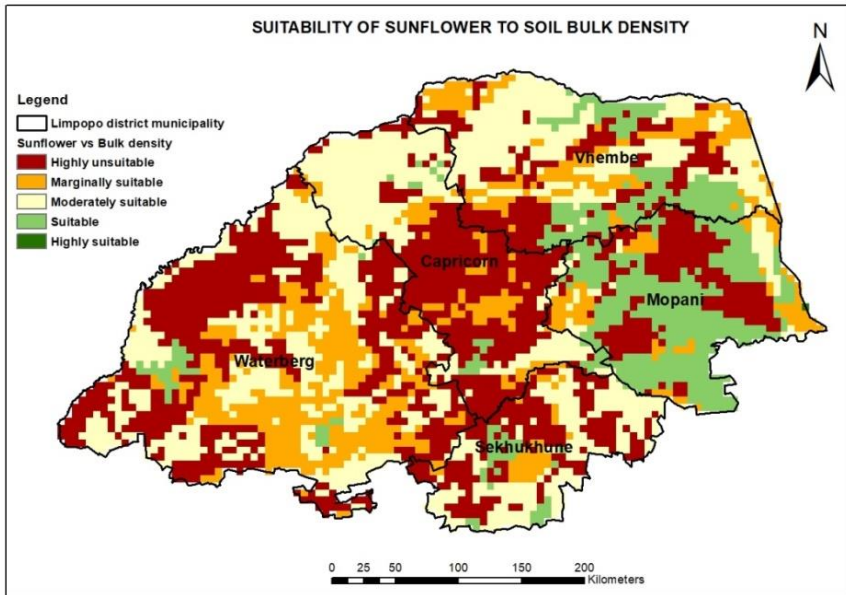 SUITABILITY OF SUNFLOWER TO SOIL BULK DENSITY
N
Legend
Limpopo district municipality
Sunflower vs Bulk density
Highly unsuitable
Marginally suitable
Moderately suitable
Suitable
Highly suitable
Vhembe
Capricorn
Mopani
Waterberg
Sekhukhune
0 25 50 100 150 200
Kilometers